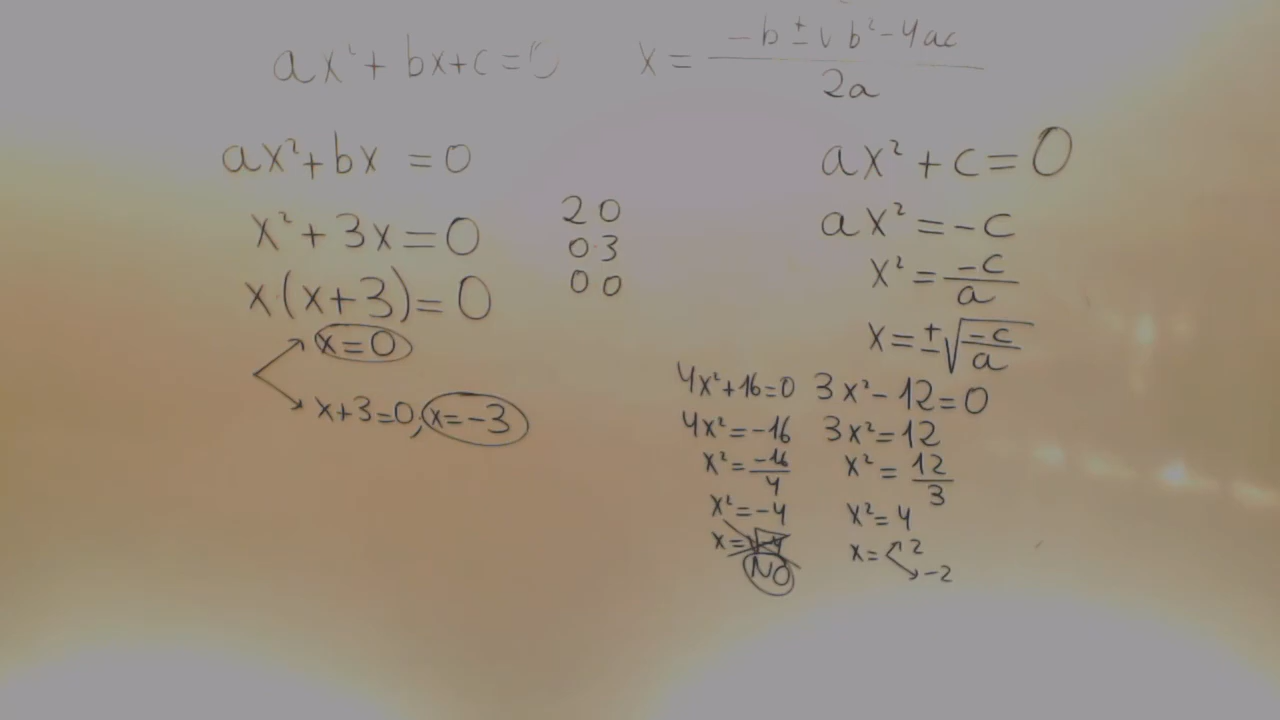 ax²+bx+c=0
x = (-b±√b²-4ac)/2a
ax²+bx = 0
x²+3x=0
x·(x+3)=0
x=0
x+3=0, x=-3
2 0
0·3
0 0
ax²+c=0
ax²=-c
x²=-c/a
x=±√(-c/a)
4x²+16=0
4x²=-16
x²=-16/4
x²=-4
x=√-4
NO
3x²-12=0
3x²=12
x²=12/3
x²=4
x= 2
-2